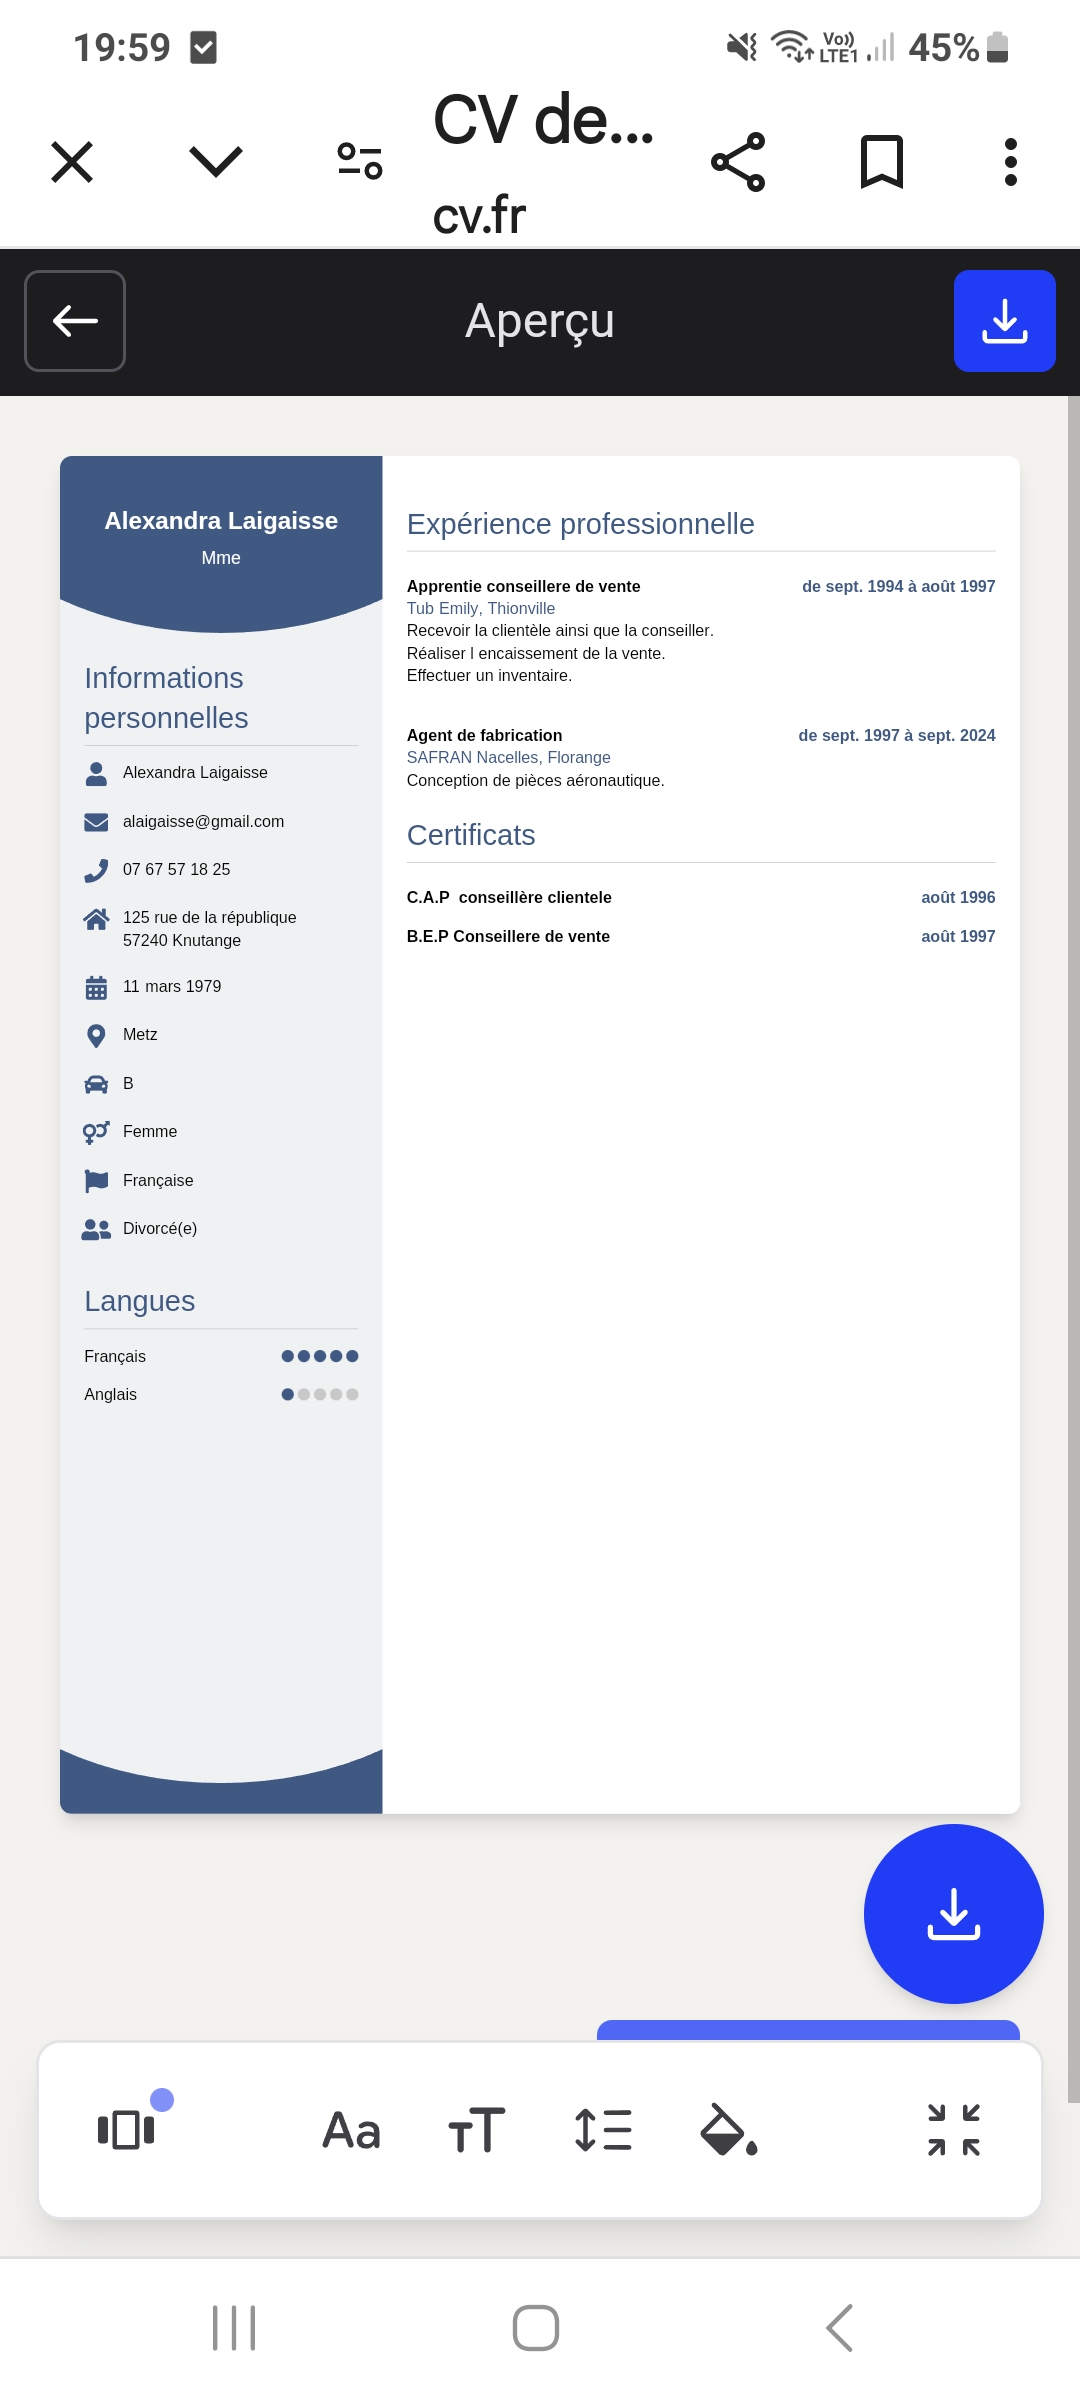 19:59
Vo)) LTE1 45%
CV de...
cv.fr
Aperçu
Alexandra Laigaisse
Mme
Informations
personnelles
Alexandra Laigaisse
alaigaisse@gmail.com
07 67 57 18 25
125 rue de la république
57240 Knutange
11 mars 1979
Metz
B
Femme
Française
Divorcé(e)
Langues
Français
Anglais
Expérience professionnelle
Apprentie conseillere de vente de sept. 1994 à août 1997
Tub Emily, Thionville
Recevoir la clientèle ainsi que la conseiller.
Réaliser l encaissement de la vente.
Effectuer un inventaire.
Agent de fabrication de sept. 1997 à sept. 2024
SAFRAN Nacelles, Florange
Conception de pièces aéronautique.
Certificats
C.A.P  conseillère clientele août 1996
B.E.P Conseillere de vente août 1997
Aa
TT